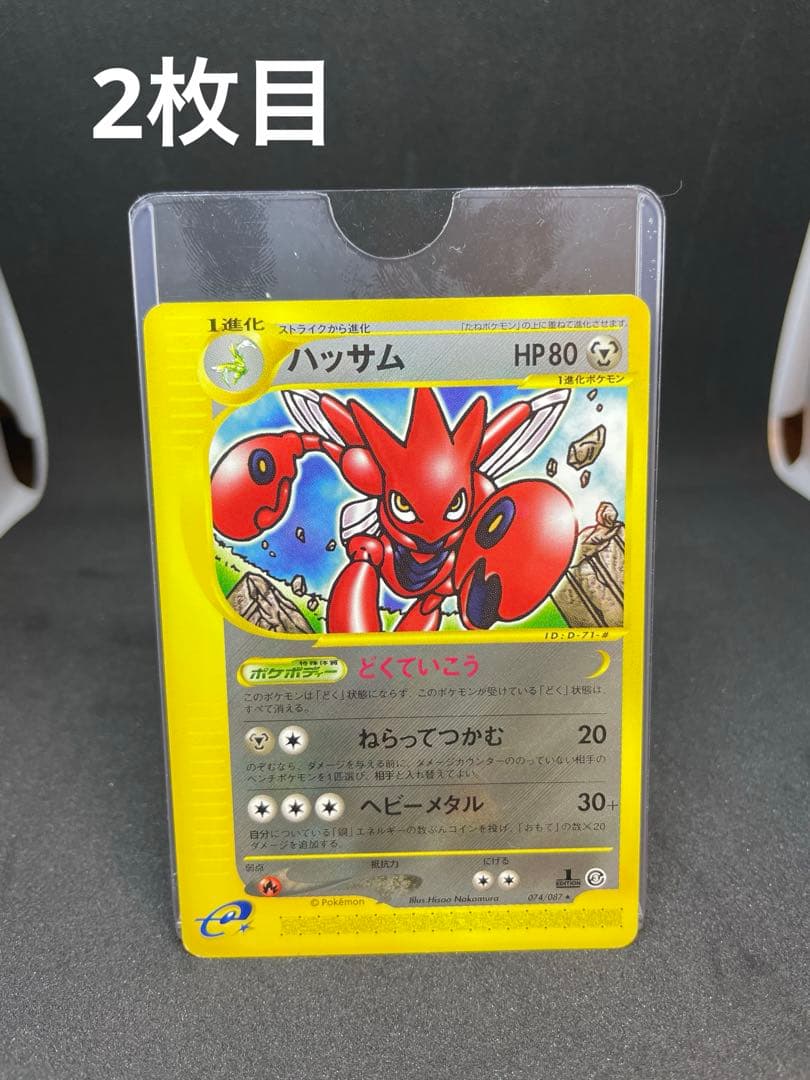 2枚目
1進化 ストライクから進化 「たねポケモン」の上に重ねて進化させます
ハッサム HP80
1進化ポケモン
ID:D-71-#
特殊体質
ポケボディー どくていこう
このポケモンは「どく」状態にならず、このポケモンが受けている「どく」状態は、
すべて消える。
ねらってつかむ 20
のぞむなら、ダメージを与える前に、ダメージカウンターののっていない相手の
ベンチポケモンを1匹選び、相手と入れ替えてよい。
ヘビーメタル 30+
自分についている「鋼」エネルギーの数ぶんコインを投げ、「おもて」の数×20
ダメージを追加する。
弱点 抵抗力 にげる
1 EDITION
© Pokémon Illus. Hisao Nakamura 074/087 ★
e